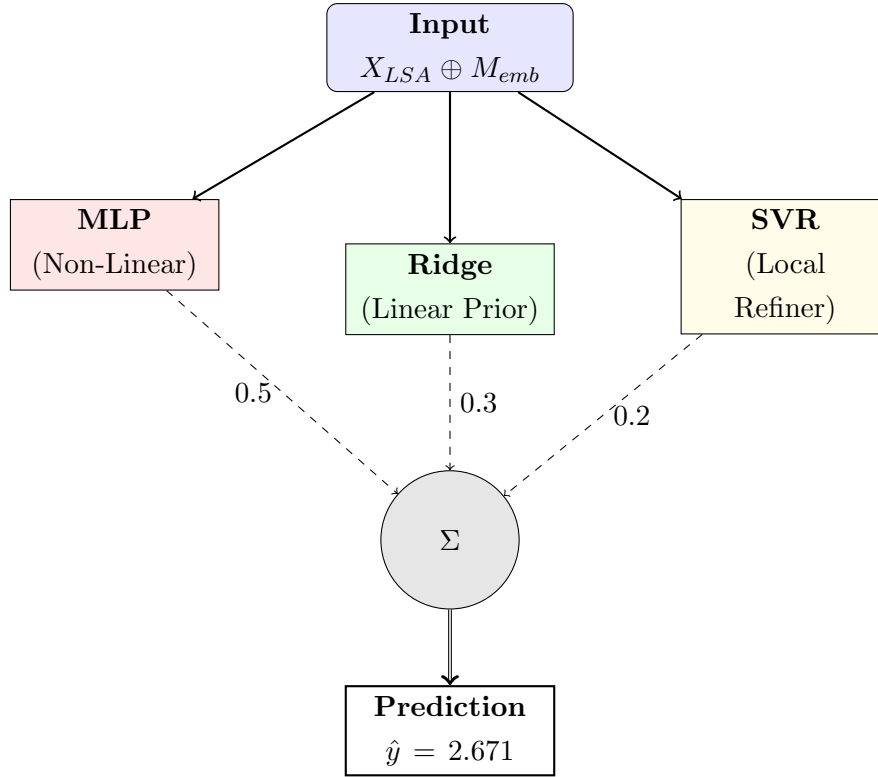 Input
X_{LSA} ⊕ M_{emb}
MLP
(Non-Linear)
Ridge
(Linear Prior)
SVR
(Local
Refiner)
0.5
0.3
0.2
Σ
Prediction
ŷ = 2.671